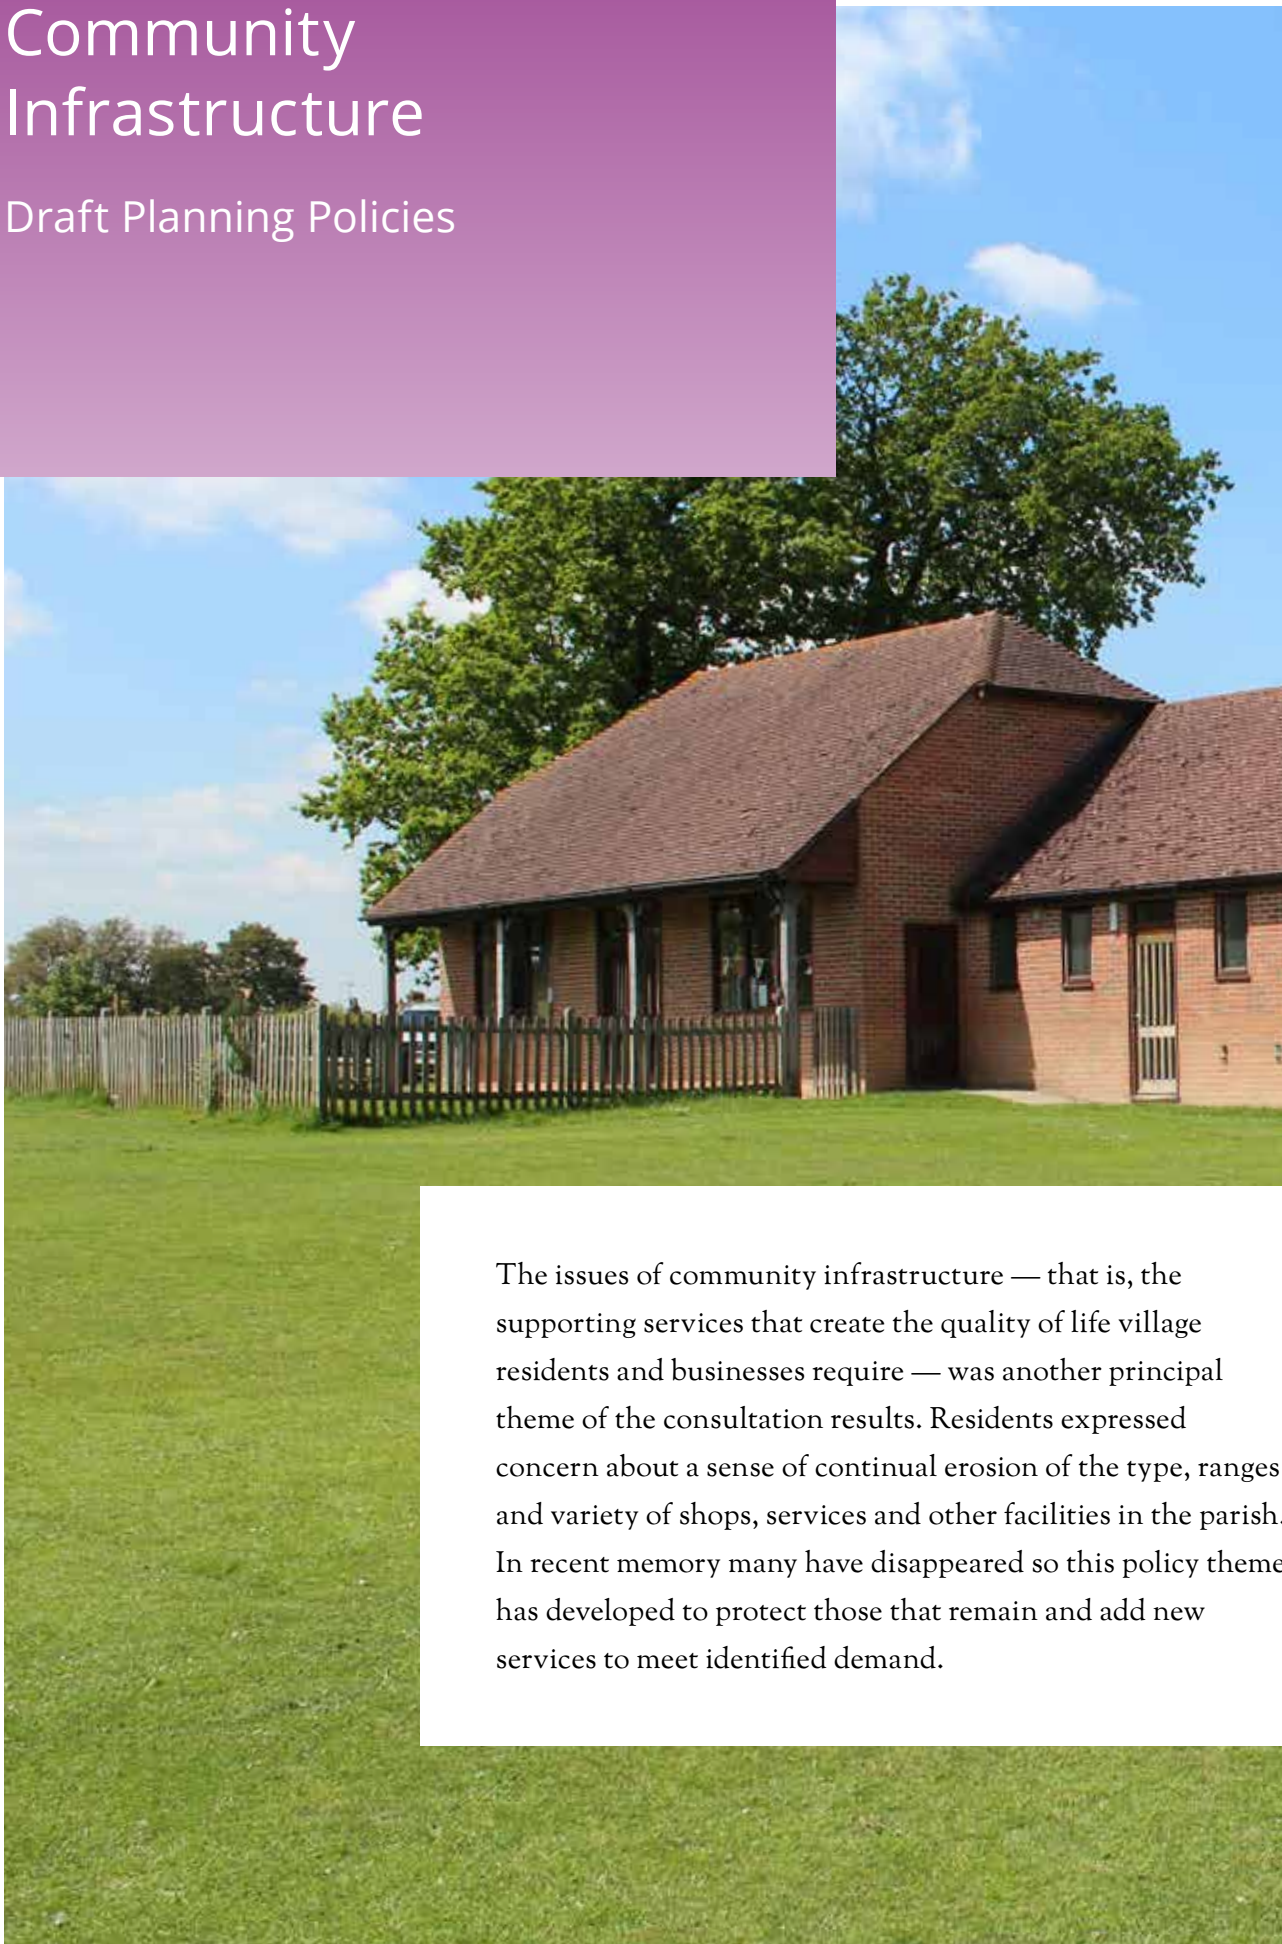 Community
Infrastructure
Draft Planning Policies
The issues of community infrastructure — that is, the
supporting services that create the quality of life village
residents and businesses require — was another principal
theme of the consultation results. Residents expressed
concern about a sense of continual erosion of the type, ranges
and variety of shops, services and other facilities in the parish.
In recent memory many have disappeared so this policy theme
has developed to protect those that remain and add new
services to meet identified demand.